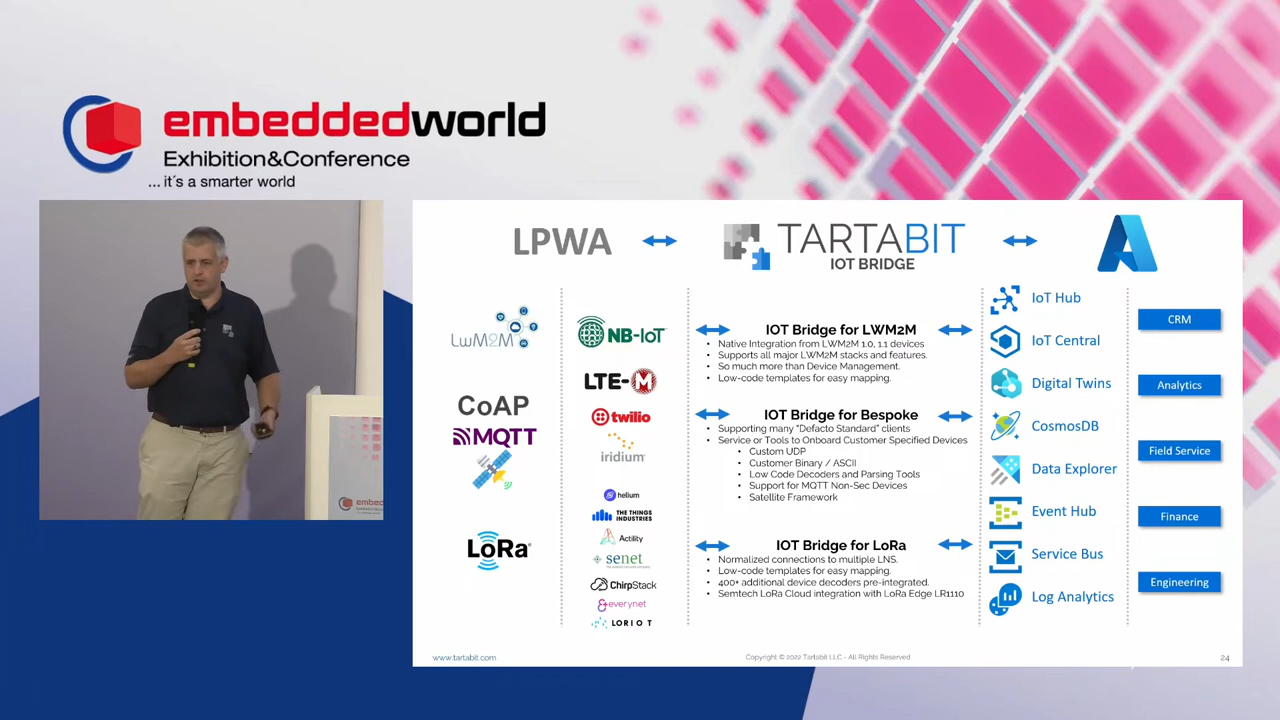 embeddedworld
Exhibition&Conference
... it's a smarter world
LPWA
TARTABIT
IOT BRIDGE
LWM2M
CoAP
MQTT
LoRa
NB-IoT
LTE-M
twilio
iridium
helium
THE THINGS
INDUSTRIES
Actility
senet
ChirpStack
everynet
LORIOT
IOT Bridge for LWM2M
• Native Integration from LWM2M 1.0, 1.1 devices
• Supports all major LWM2M stacks and features.
• So much more than Device Management.
• Low-code templates for easy mapping.
IOT Bridge for Bespoke
• Supporting many "Defacto Standard" clients
• Service or Tools to Onboard Customer Specified Devices
• Custom UDP
• Customer Binary / ASCII
• Low Code Decoders and Parsing Tools
• Support for MQTT Non-Sec Devices
• Satellite Framework
IOT Bridge for LoRa
• Normalized connections to multiple LNS.
• Low-code templates for easy mapping.
• 400+ additional device decoders pre-integrated.
• Semtech LoRa Cloud integration with LoRa Edge LR1110
IoT Hub
IoT Central
Digital Twins
CosmosDB
Data Explorer
Event Hub
Service Bus
Log Analytics
CRM
Analytics
Field Service
Finance
Engineering
www.tartabit.com
Copyright © 2022 Tartabit LLC - All Rights Reserved
24